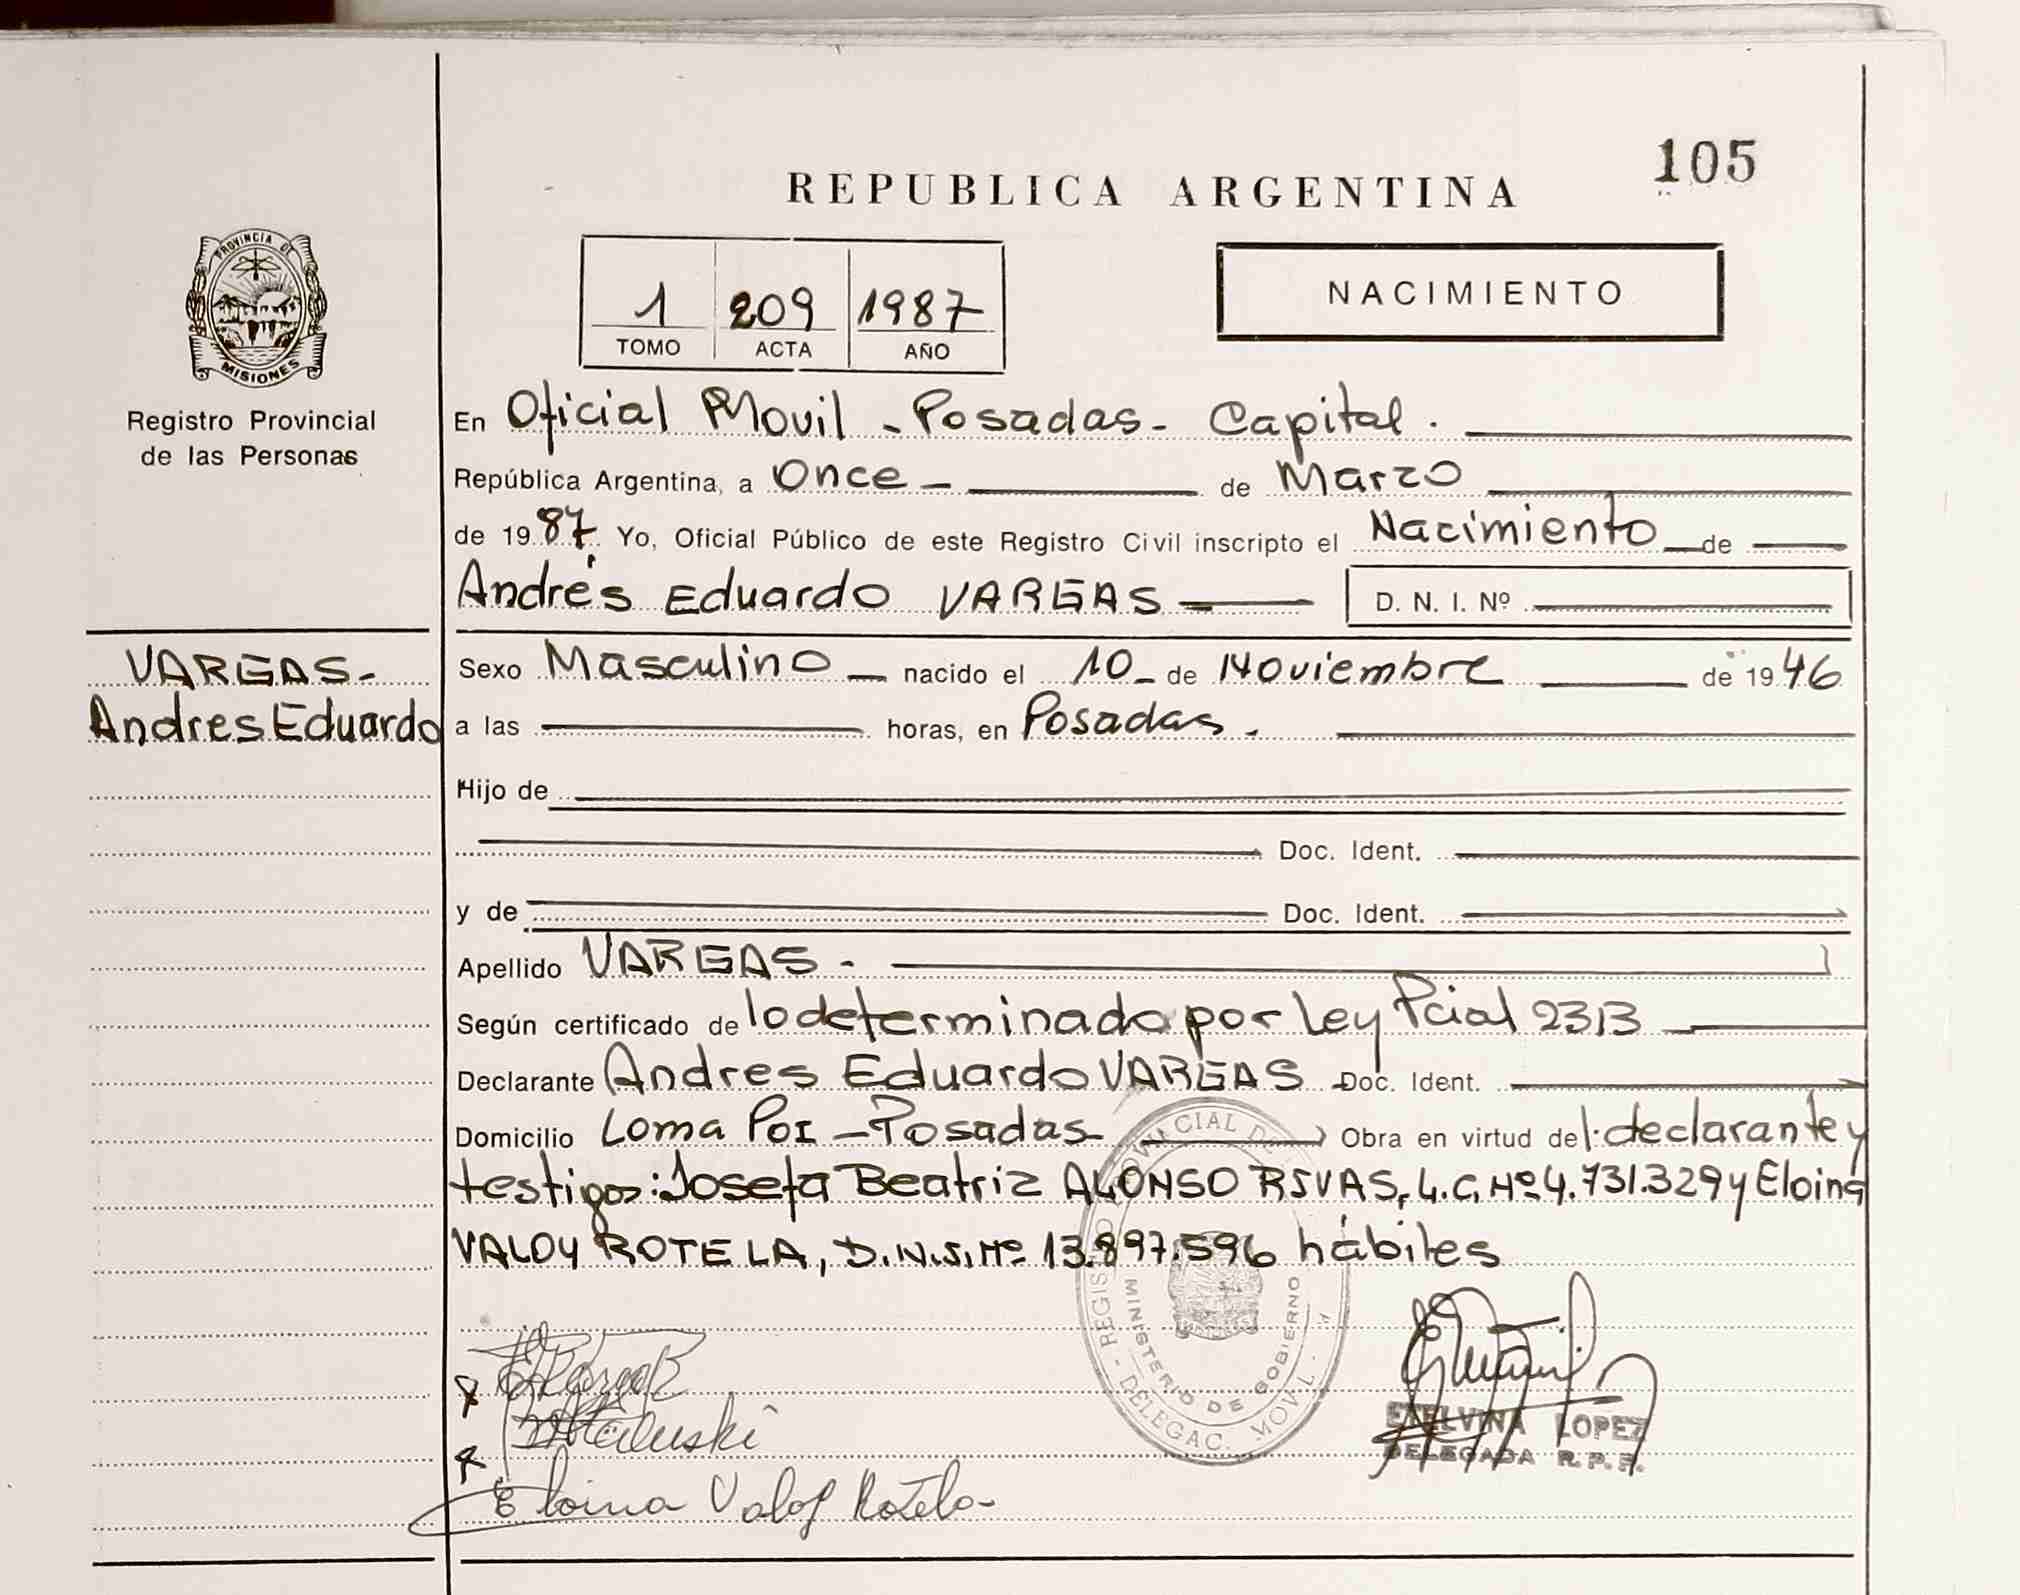 105
REPUBLICA ARGENTINA
PROVINCIA DE
MISIONES
Registro Provincial
de las Personas
1 209 1987
TOMO ACTA AÑO
NACIMIENTO
En Oficial Movil - Posadas - Capital.
República Argentina, a Once - de Marzo
de 1987. Yo, Oficial Público de este Registro Civil inscripto el Nacimiento de
Andrés Eduardo VARGAS D. N. I. Nº
VARGAS-
Andres Eduardo
Sexo Masculino nacido el 10 - de Noviembre de 1946
a las horas, en Posadas.
Hijo de
Doc. Ident.
y de Doc. Ident.
Apellido VARGAS -
Según certificado de lo determinado por Ley Pcial 2313
Declarante Andres Eduardo VARGAS Doc. Ident.
Domicilio Loma Poi - Posadas Obra en virtud del: declarante y
testigos: Josefa Beatriz ALONSO RIVAS, L.C. Nº 4.731.329 y Eloina
VALOY ROTELA, D.N.I. Nº 13.897.596 hábiles
REGISTRO PROVINCIAL DE
MINISTERIO DE GOBIERNO
DELEGAC. MOVIL
ETELVINA LOPEZ
DELEGADA R.P.P.
Eloina Valoy Rotela